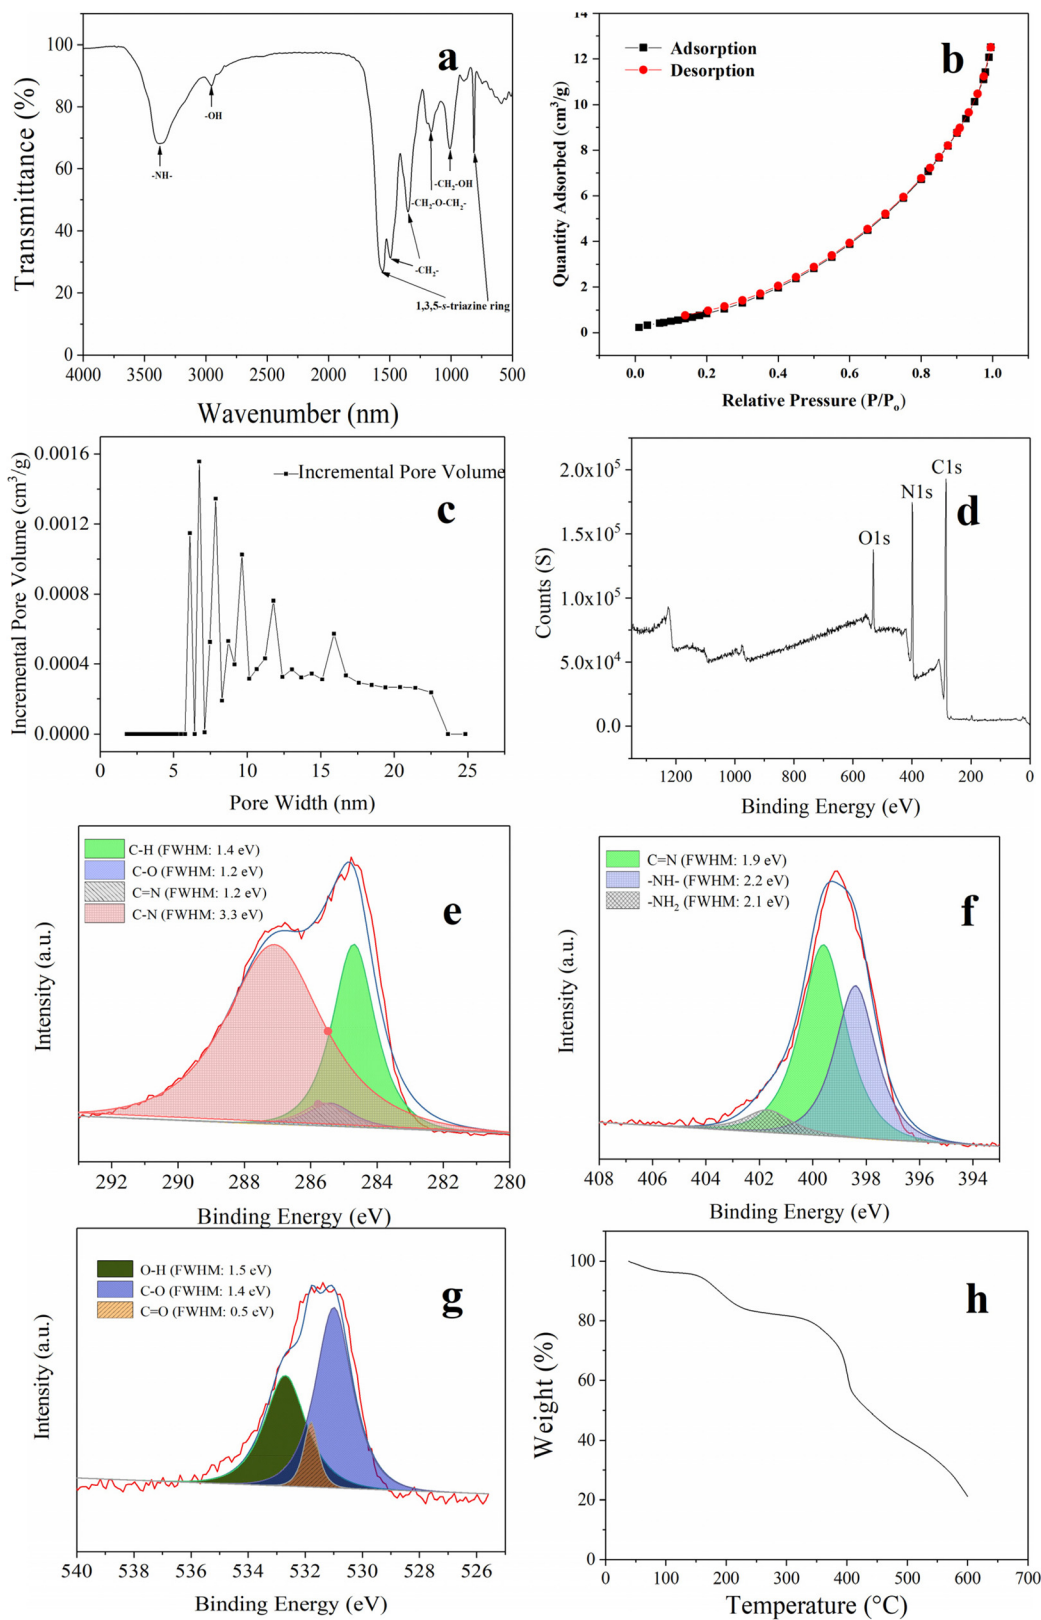 a
100
80
60
40
20
0
Transmittance (%)
-OH
-NH-
-CH2-OH
-CH2-O-CH2-
-CH2-
1,3,5-s-triazine ring
4000 3500 3000 2500 2000 1500 1000 500
Wavenumber (nm)
b
Adsorption
Desorption
14
12
10
8
6
4
2
0
Quantity Adsorbed (cm3/g)
0.0 0.2 0.4 0.6 0.8 1.0
Relative Pressure (P/Po)
c
Incremental Pore Volume
0.0016
0.0012
0.0008
0.0004
0.0000
Incremental Pore Volume (cm3/g)
0 5 10 15 20 25
Pore Width (nm)
d
C1s
N1s
O1s
2.0x10^5
1.5x10^5
1.0x10^5
5.0x10^4
0.0
Counts (S)
1200 1000 800 600 400 200 0
Binding Energy (eV)
e
C-H (FWHM: 1.4 eV)
C-O (FWHM: 1.2 eV)
C=N (FWHM: 1.2 eV)
C-N (FWHM: 3.3 eV)
Intensity (a.u.)
292 290 288 286 284 282 280
Binding Energy (eV)
f
C=N (FWHM: 1.9 eV)
-NH- (FWHM: 2.2 eV)
-NH2 (FWHM: 2.1 eV)
Intensity (a.u.)
408 406 404 402 400 398 396 394
Binding Energy (eV)
g
O-H (FWHM: 1.5 eV)
C-O (FWHM: 1.4 eV)
C=O (FWHM: 0.5 eV)
Intensity (a.u.)
540 538 536 534 532 530 528 526
Binding Energy (eV)
h
100
80
60
40
20
0
Weight (%)
0 100 200 300 400 500 600 700
Temperature (°C)